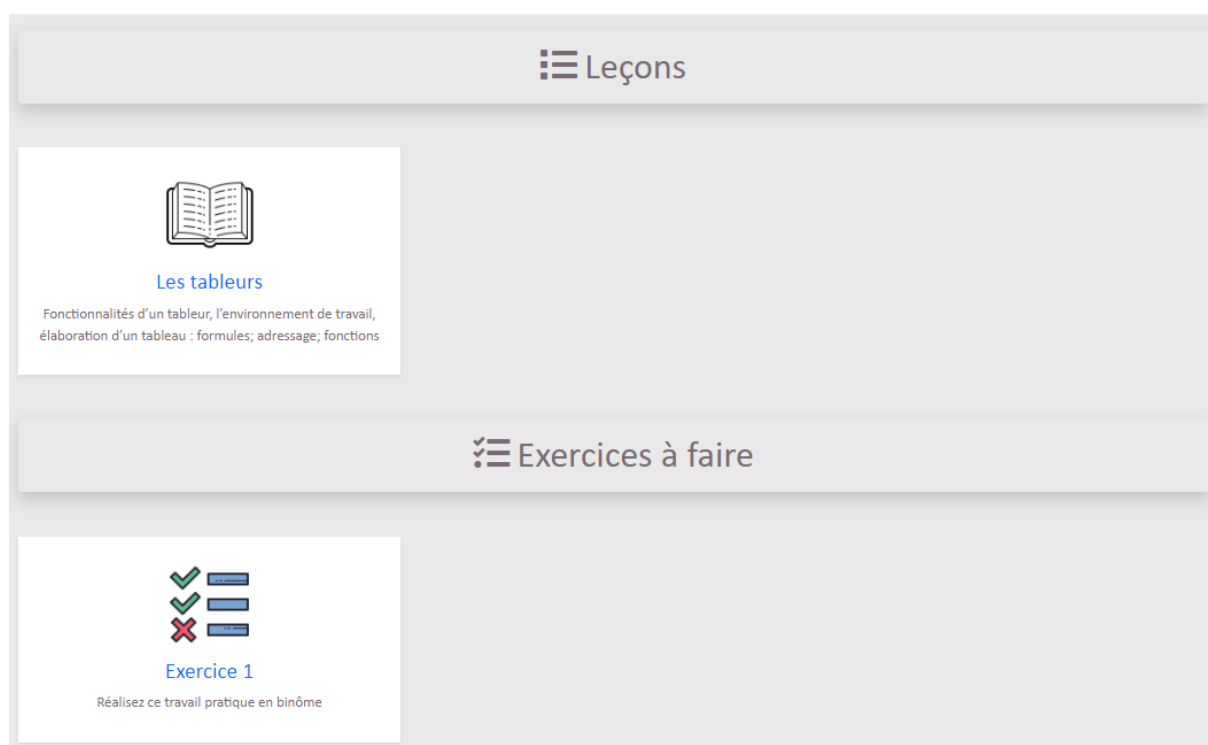 Leçons
Les tableurs
Fonctionnalités d’un tableur, l’environnement de travail,
élaboration d’un tableau : formules; adressage; fonctions
Exercices à faire
Exercice 1
Réalisez ce travail pratique en binôme